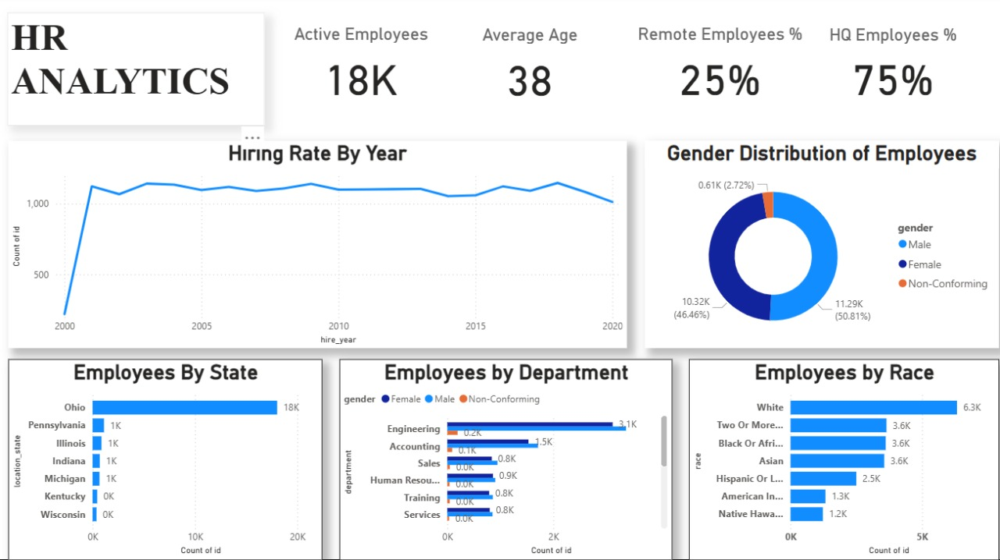 HR
ANALYTICS
Active Employees
18K
Average Age
38
Remote Employees %
25%
HQ Employees %
75%
...
Hiring Rate By Year
Count of id
1,000
500
2000
2005
2010
2015
2020
hire_year
Gender Distribution of Employees
0.61K (2.72%)
10.32K
(46.46%)
11.29K
(50.81%)
gender
Male
Female
Non-Conforming
Employees By State
location_state
Ohio 18K
Pennsylvania 1K
Illinois 1K
Indiana 1K
Michigan 1K
Kentucky 0K
Wisconsin 0K
0K 10K 20K
Count of id
Employees by Department
gender Female Male Non-Conforming
department
Engineering 3.1K
0.2K
Accounting 1.5K
0.1K
Sales 0.8K
0.0K
Human Resou... 0.9K
0.0K
Training 0.8K
0.0K
Services 0.8K
0.0K
0K 2K
Count of id
Employees by Race
race
White 6.3K
Two Or More... 3.6K
Black Or Afri... 3.6K
Asian 3.6K
Hispanic Or L... 2.5K
American In... 1.3K
Native Hawa... 1.2K
0K 5K
Count of id